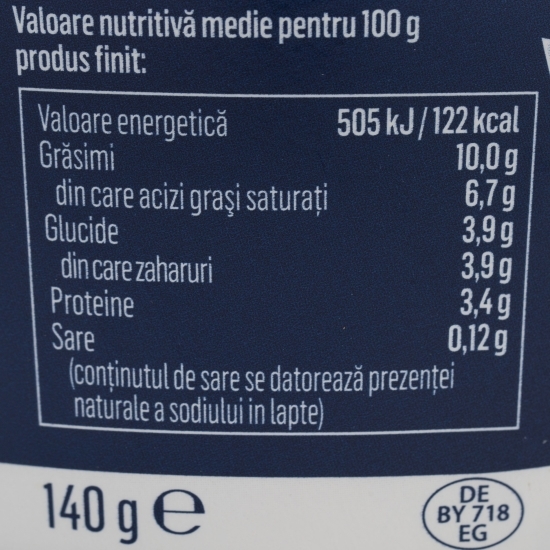 Valoare nutritivă medie pentru 100 g
produs finit:
Valoare energetică 505 kJ / 122 kcal
Grăsimi 10,0 g
din care acizi graşi saturați 6,7 g
Glucide 3,9 g
din care zaharuri 3,9 g
Proteine 3,4 g
Sare 0,12 g
(conținutul de sare se datorează prezenței
naturale a sodiului in lapte)
140 g ℮
DE
BY 718
EG